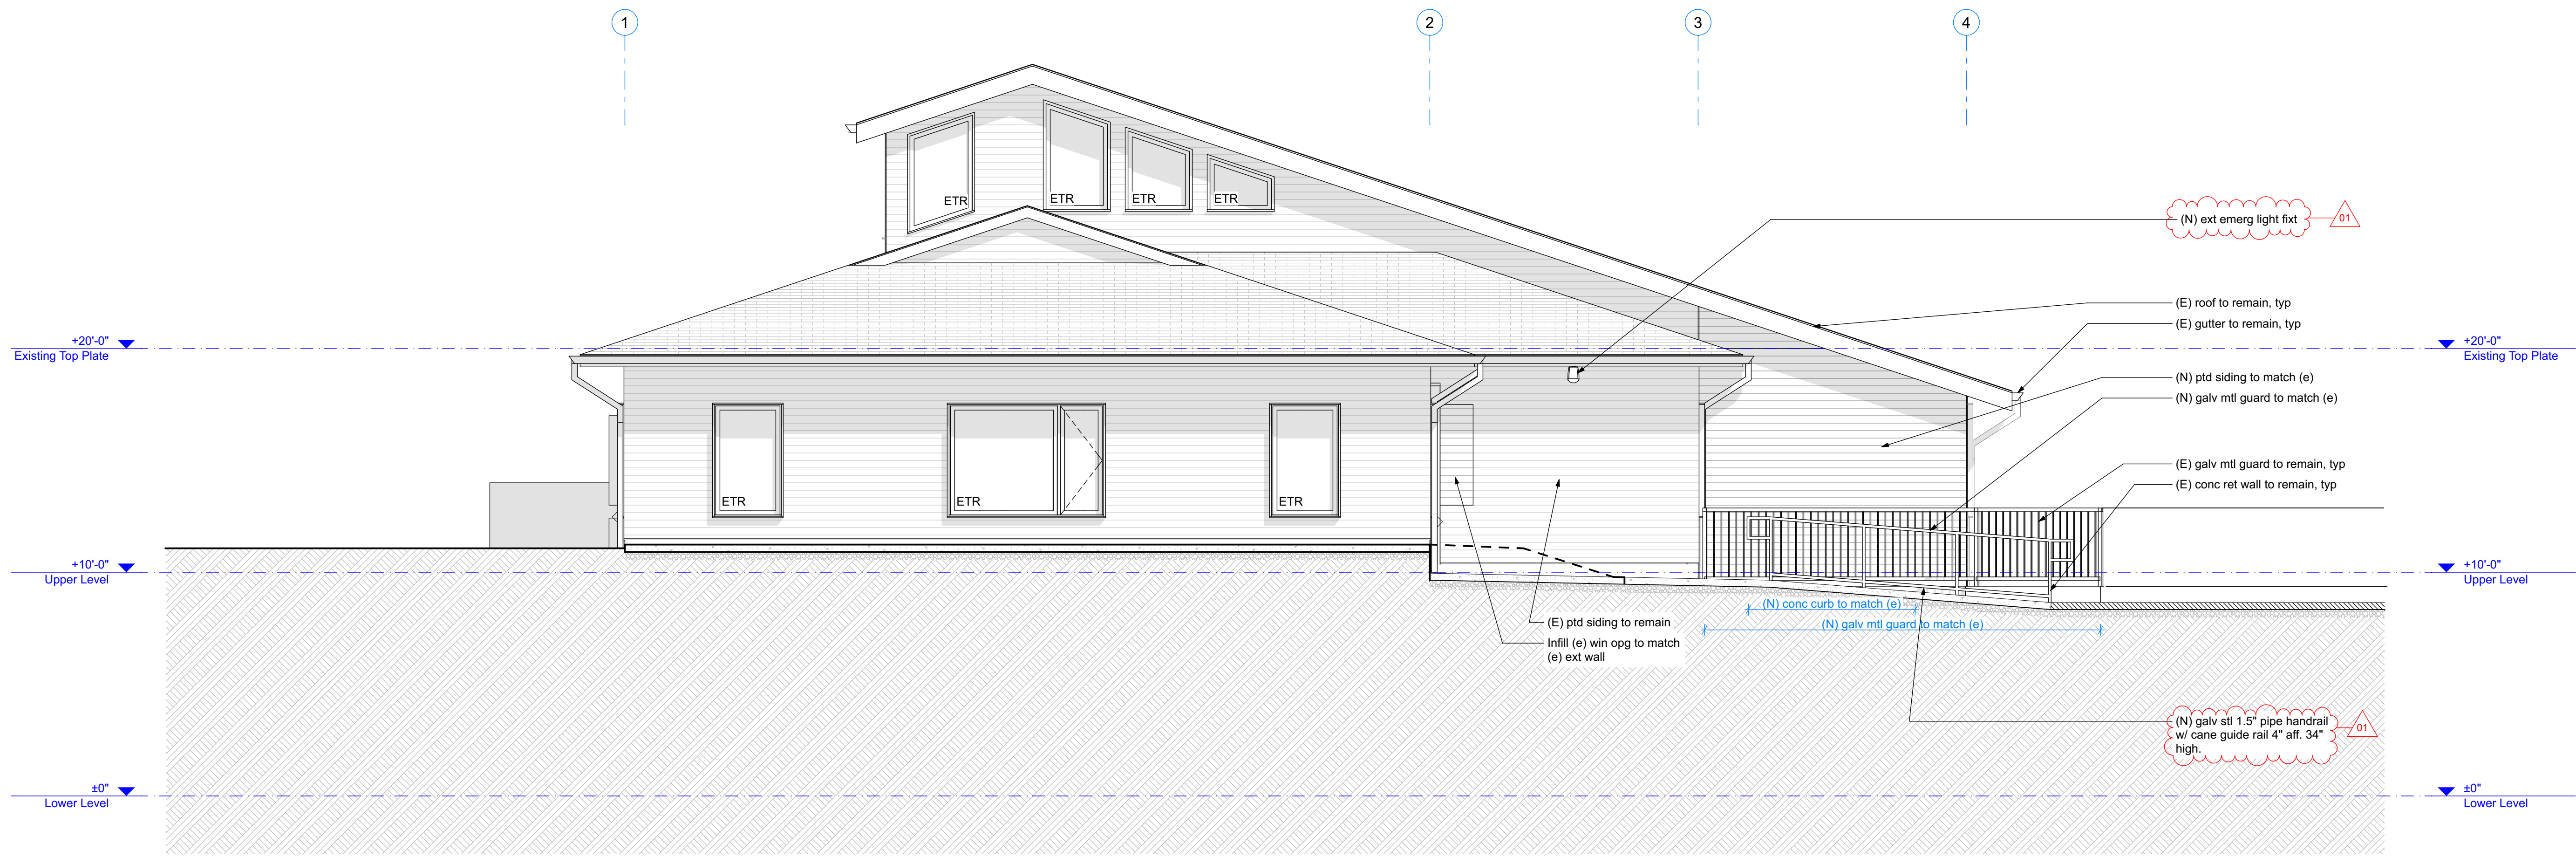 1
2
3
4
ETR
ETR
ETR
ETR
(N) ext emerg light fixt
01
(E) roof to remain, typ
(E) gutter to remain, typ
+20'-0"
Existing Top Plate
+20'-0"
Existing Top Plate
(N) ptd siding to match (e)
(N) galv mtl guard to match (e)
(E) galv mtl guard to remain, typ
(E) conc ret wall to remain, typ
ETR
ETR
ETR
+10'-0"
Upper Level
+10'-0"
Upper Level
(N) conc curb to match (e)
(N) galv mtl guard to match (e)
(E) ptd siding to remain
Infill (e) win opg to match
(e) ext wall
(N) galv stl 1.5" pipe handrail
w/ cane guide rail 4" aff. 34"
high.
01
±0"
Lower Level
±0"
Lower Level